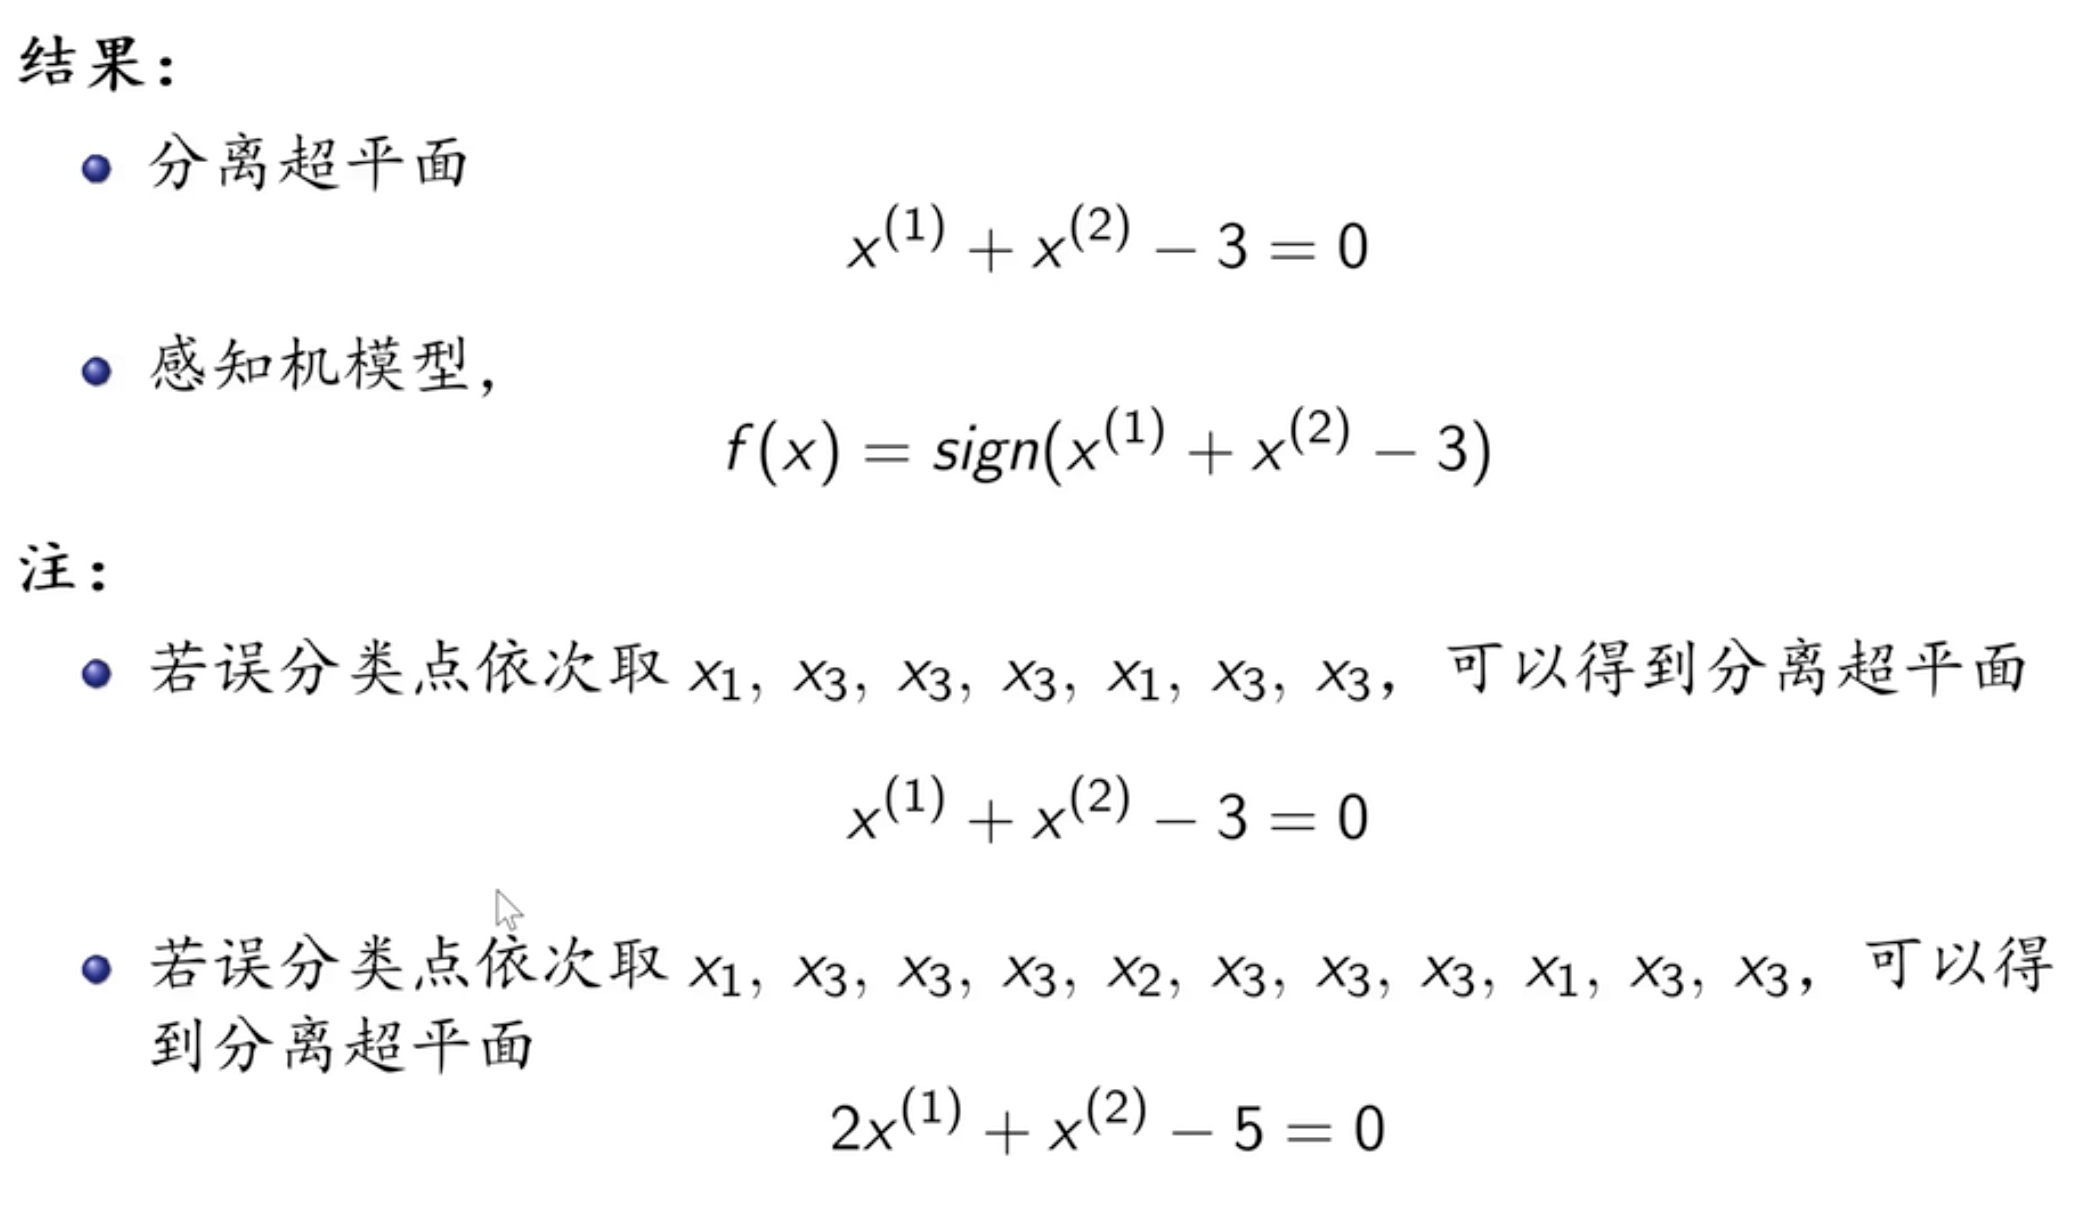 结果：
分离超平面
x^{(1)} + x^{(2)} − 3 = 0
感知机模型，
f(x) = sign(x^{(1)} + x^{(2)} − 3)
注：
若误分类点依次取 x_1, x_3, x_3, x_3, x_1, x_3, x_3，可以得到分离超平面
x^{(1)} + x^{(2)} − 3 = 0
若误分类点依次取 x_1, x_3, x_3, x_3, x_2, x_3, x_3, x_3, x_1, x_3, x_3，可以得
到分离超平面
2x^{(1)} + x^{(2)} − 5 = 0